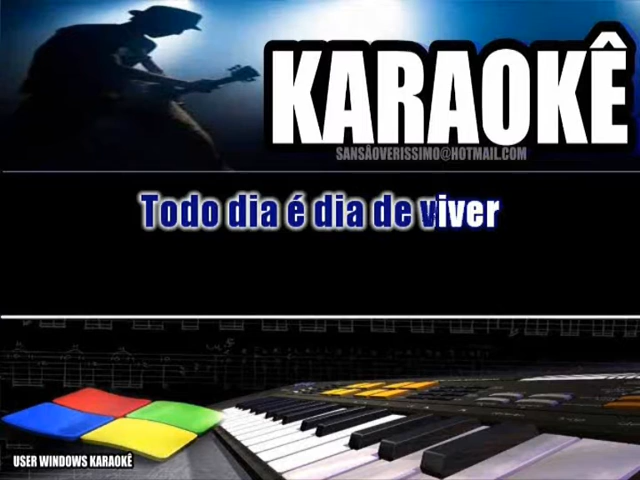 KARAOKÊ
SANSÃOVERISSIMO@HOTMAIL.COM
Todo dia é dia de viver
USER WINDOWS KARAOKÊ